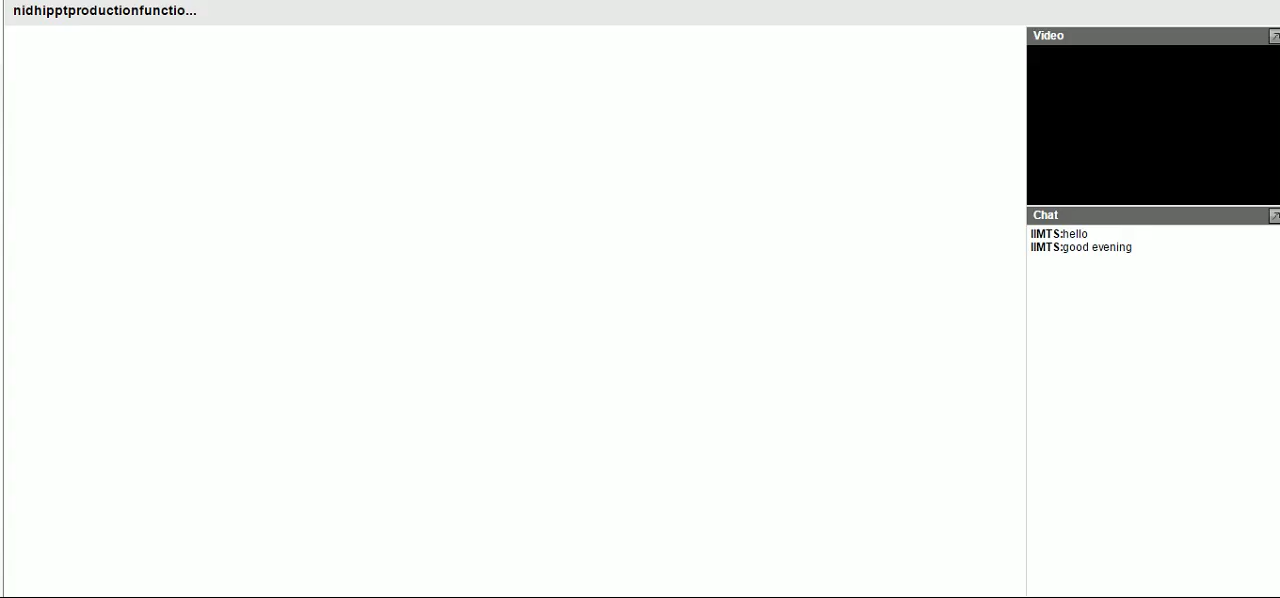 nidhipptproductionfunctio...
Video
Chat
IIMTS:hello
IIMTS:good evening